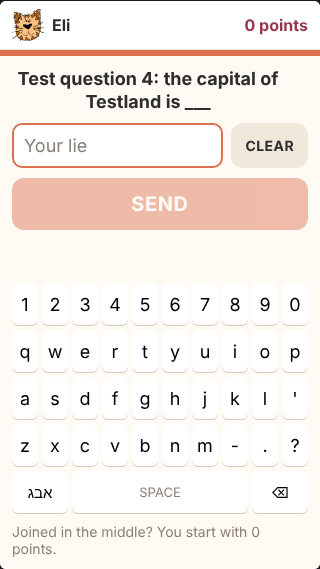 Eli
0 points
Test question 4: the capital of
Testland is ___
Your lie
CLEAR
SEND
1 2 3 4 5 6 7 8 9 0
q w e r t y u i o p
a s d f g h j k l '
z x c v b n m - . ?
אבג SPACE
Joined in the middle? You start with 0
points.